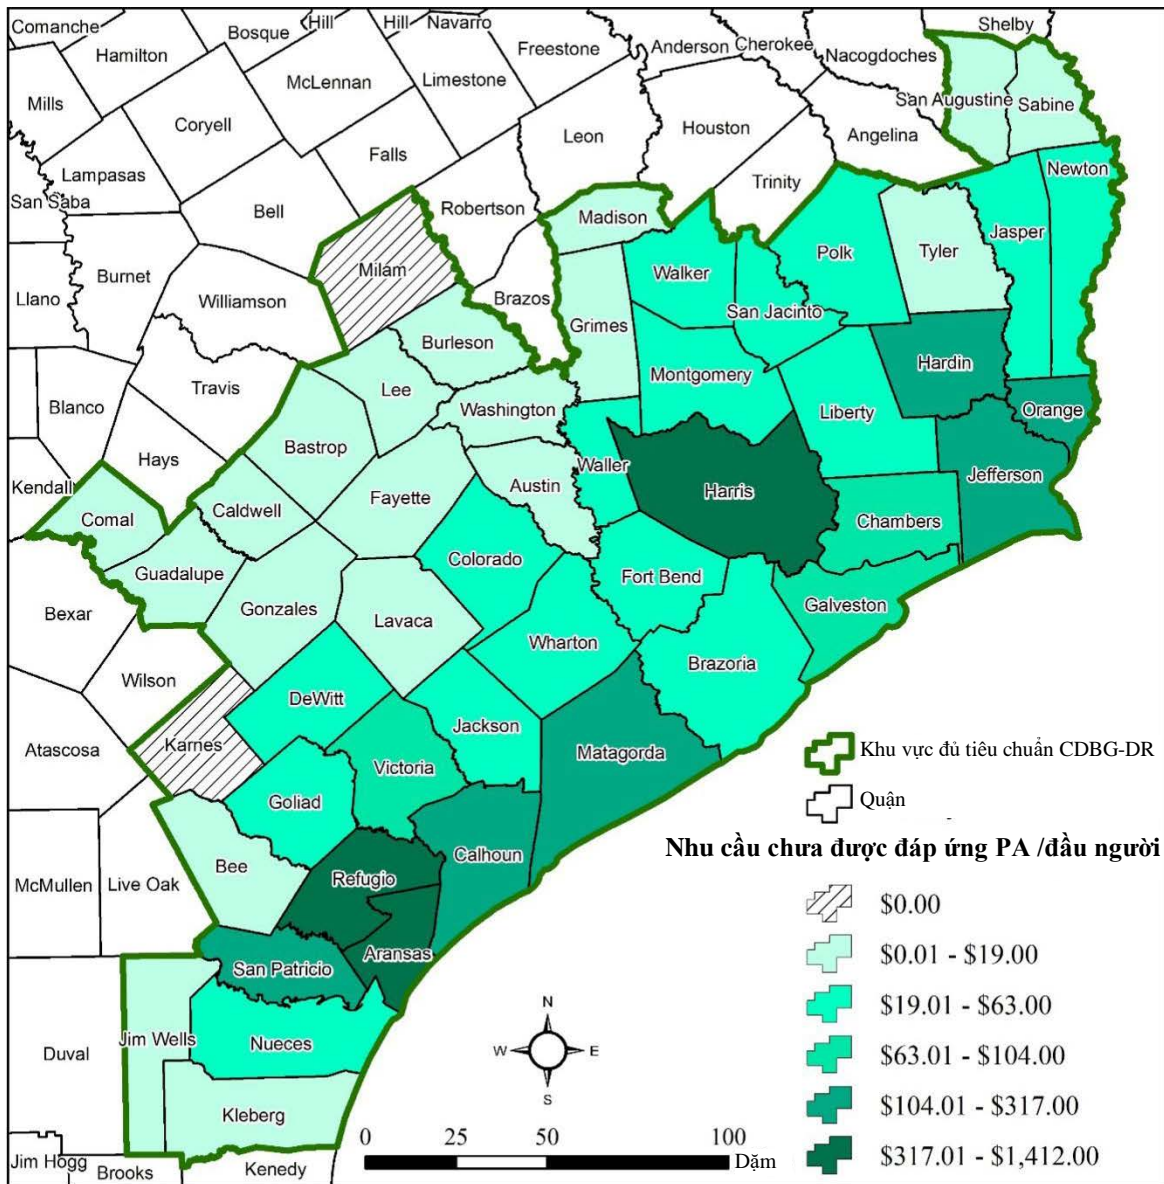 Shelby
Comanche
Hill
Hill
Navarro
Bosque
Hamilton
Freestone
Anderson
Cherokee
Nacogdoches
McLennan
Limestone
Mills
San Augustine
Sabine
Coryell
Houston
Leon
Angelina
Falls
Lampasas
Newton
Trinity
San Saba
Bell
Robertson
Madison
Jasper
Polk
Tyler
Milam
Walker
Burnet
Llano
Williamson
Brazos
San Jacinto
Grimes
Burleson
Hardin
Travis
Montgomery
Lee
Blanco
Washington
Liberty
Orange
Bastrop
Hays
Waller
Jefferson
Kendall
Austin
Harris
Fayette
Caldwell
Comal
Chambers
Colorado
Guadalupe
Fort Bend
Galveston
Gonzales
Bexar
Lavaca
Wharton
Brazoria
Wilson
DeWitt
Jackson
Karnes
Atascosa
Matagorda
Victoria
Goliad
Khu vực đủ tiêu chuẩn CDBG-DR
Quận
Nhu cầu chưa được đáp ứng PA /đầu người
Calhoun
Bee
Refugio
McMullen
Live Oak
Aransas
San Patricio
$0.00
$0.01 - $19.00
$19.01 - $63.00
$63.01 - $104.00
$104.01 - $317.00
$317.01 - $1,412.00
Jim Wells
Nueces
Duval
Kleberg
N
W
E
S
0 25 50 100
Dặm
Jim Hogg
Brooks
Kenedy